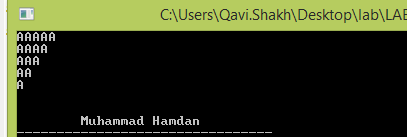 C:\Users\Qavi.Shakh\Desktop\lab\LAB
AAAAA
AAAA
AAA
AA
A
Muhammad Hamdan
--------------------------------